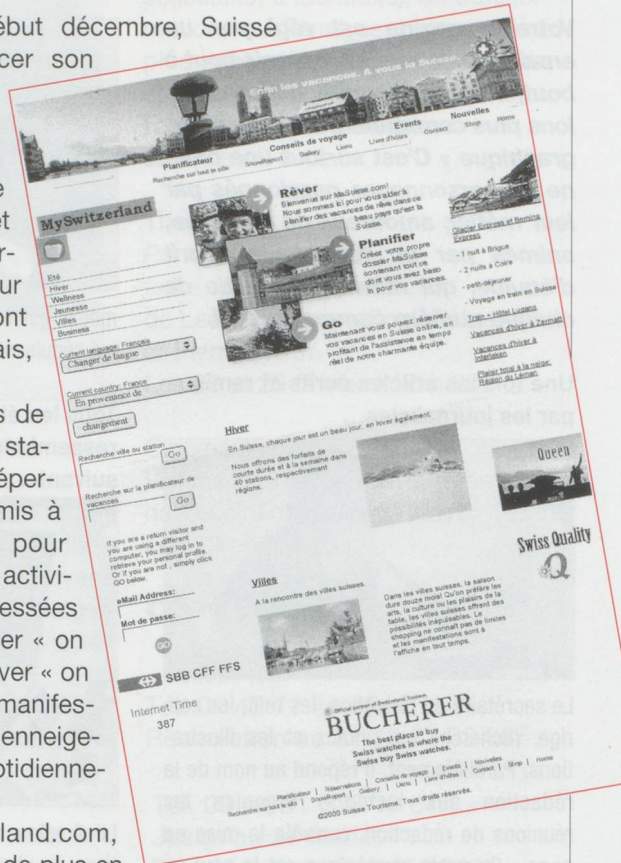 ébut décembre, Suisse
cer son
et
r-
ur
ont
ais,
de
sta-
éper-
mis à
pour
activi-
essées
er « on
ver « on
manifes-
enneige-
otidienne-
land.com,
de plus en
Enfin les vacances. A vous la Suisse.
Planificateur Conseils de voyage Events Nouvelles
Recherche sur tout le site SnowReport Gallery Liens Livre d'hôtes Contact Shop Home
MySwitzerland
Eté
Hiver
Wellness
Jeunesse
Villes
Business
Current language: Français
Changer de langue
Current country: France
En provenance de
changement
Recherche ville ou station
Go
Recherche sur le planificateur de
vacances
Go
If you are a return visitor and
you are using a different
computer, you may log in to
retrieve your personal profile.
Or if you are not , simply click
GO below.
eMail Address:
Mot de passe:
GO
SBB CFF FFS
Internet Time
387
Rêver
Bienvenue sur MaSuisse.com!
Nous sommes ici pour vous aider à
planifier des vacances de rêve dans ce
beau pays qu'est la
Suisse.
Planifier
Créez votre propre
dossier MaSuisse
contenant tout ce
dont vous avez beso
in pour vos vacances.
Go
Maintenant vous pouvez réserver
vos vacances en Suisse online, en
profitant de l'assistance en temps
réel de notre charmante équipe.
Glacier Express et Bernina
Express
- 1 nuit à Brigue
- 2 nuits à Coire
- petit-déjeuner
- Voyage en train en Suisse
Train + Hôtel Lugano
Vacances d'hiver à Zermatt
Vacances d'hiver à
Interlaken
Plaisir total à la neige,
Région du Léman
Hiver
En Suisse, chaque jour est un beau jour, en hiver également.
Nous offrons des forfaits de
courte durée et à la semaine dans
40 stations, respectivement
régions.
Queen
Swiss Quality
Q
Villes
A la rencontre des villes suisses.
Dans les villes suisses, la saison
dure douze mois! Qu'on préfère les
arts, la culture ou les plaisirs de la
table, les villes suisses offrent des
possibilités inépuisables. Le
shopping ne connaît pas de limites
et les manifestations sont à
l'affiche en tout temps.
Official partner of Switzerland Tourism
BUCHERER
The best place to buy
Swiss watches is where the
Swiss buy Swiss watches.
Planificateur | Réservations | Conseils de voyage | Events | Nouvelles
Recherche sur tout le site | SnowReport | Gallery | Liens | Livre d'hôtes | Contact | Shop | Home
©2000 Suisse Tourisme. Tous droits réservés.